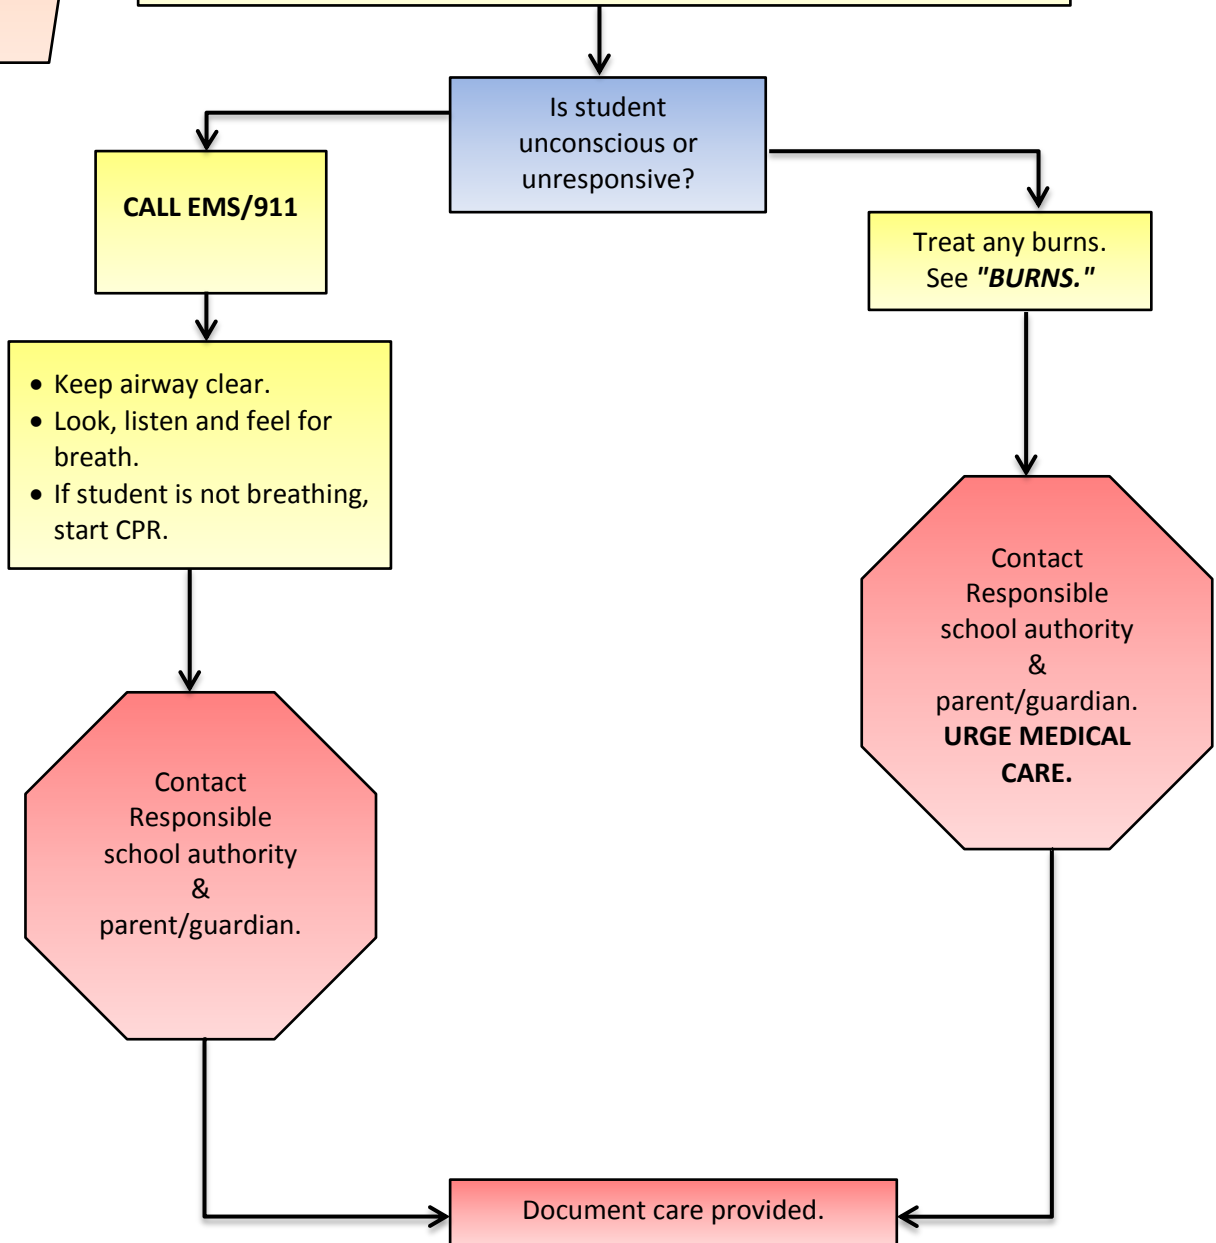 Is student
unconscious or
unresponsive?
CALL EMS/911
Treat any burns.
See "BURNS."
• Keep airway clear.
• Look, listen and feel for
breath.
• If student is not breathing,
start CPR.
Contact
Responsible
school authority
&
parent/guardian.
URGE MEDICAL
CARE.
Contact
Responsible
school authority
&
parent/guardian.
Document care provided.